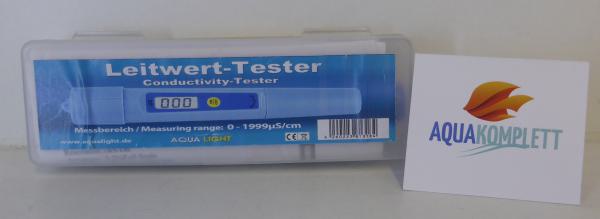 Leitwert-Tester
Conductivity-Tester
000
Messbereich / Measuring range: 0 - 1999µS/cm
www.aqualight.de
AQUA LIGHT
CE
AQUAKOMPLETT